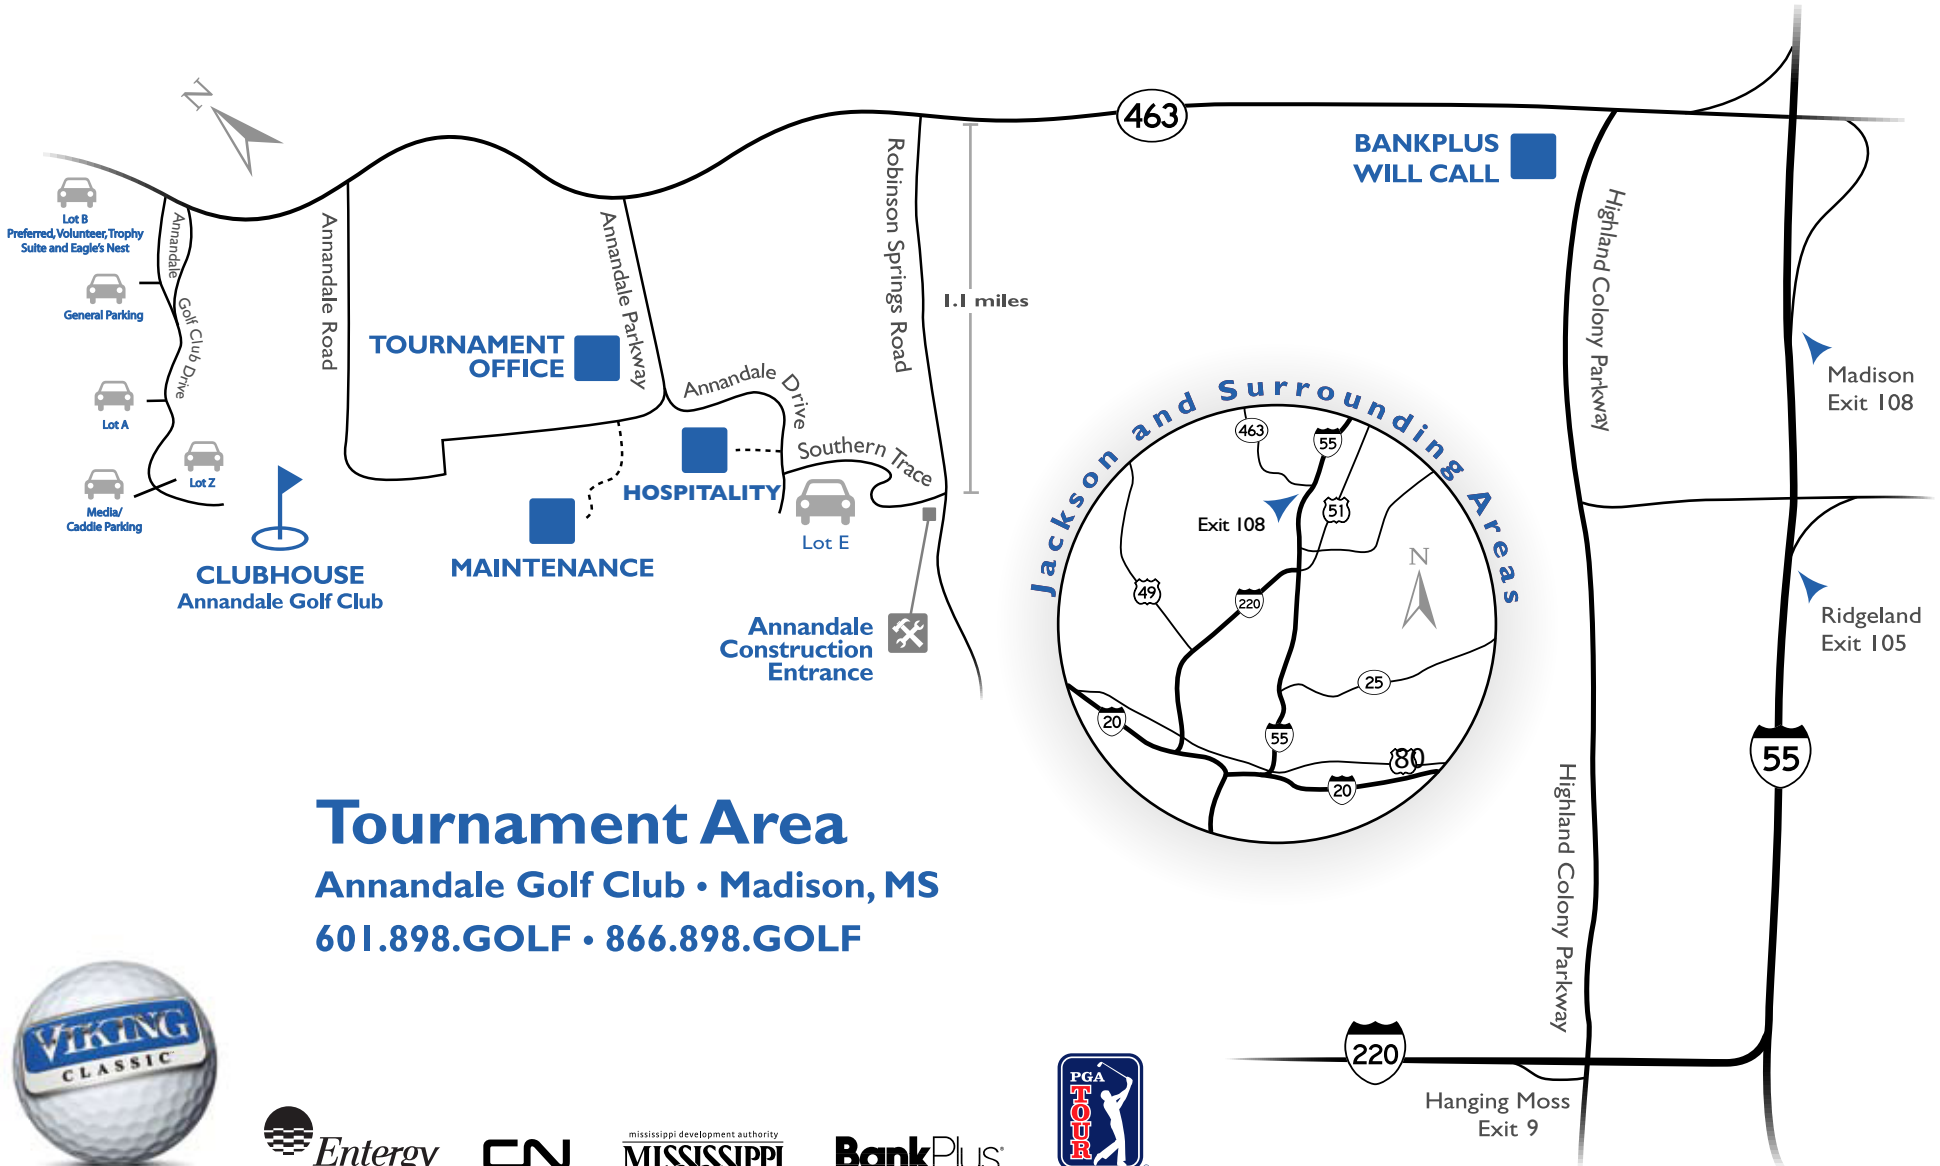 N
463
BANKPLUS
WILL CALL
Lot B
Preferred, Volunteer, Trophy
Suite and Eagle's Nest
General Parking
Lot A
Lot Z
Media/
Caddie Parking
Annandale
Golf Club Drive
Annandale Road
Annandale Parkway
TOURNAMENT
OFFICE
Annandale Drive
Southern Trace
Robinson Springs Road
1.1 miles
HOSPITALITY
MAINTENANCE
Lot E
CLUBHOUSE
Annandale Golf Club
Annandale
Construction
Entrance
Jackson and Surrounding Areas
463
55
51
Exit 108
N
49
220
25
20
55
80
20
Highland Colony Parkway
Madison
Exit 108
Ridgeland
Exit 105
55
Highland Colony Parkway
220
Hanging Moss
Exit 9
Tournament Area
Annandale Golf Club • Madison, MS
601.898.GOLF • 866.898.GOLF
VIKING
CLASSIC
Entergy
CN
mississippi development authority
MISSISSIPPI
BankPlus®
PGA
TOUR